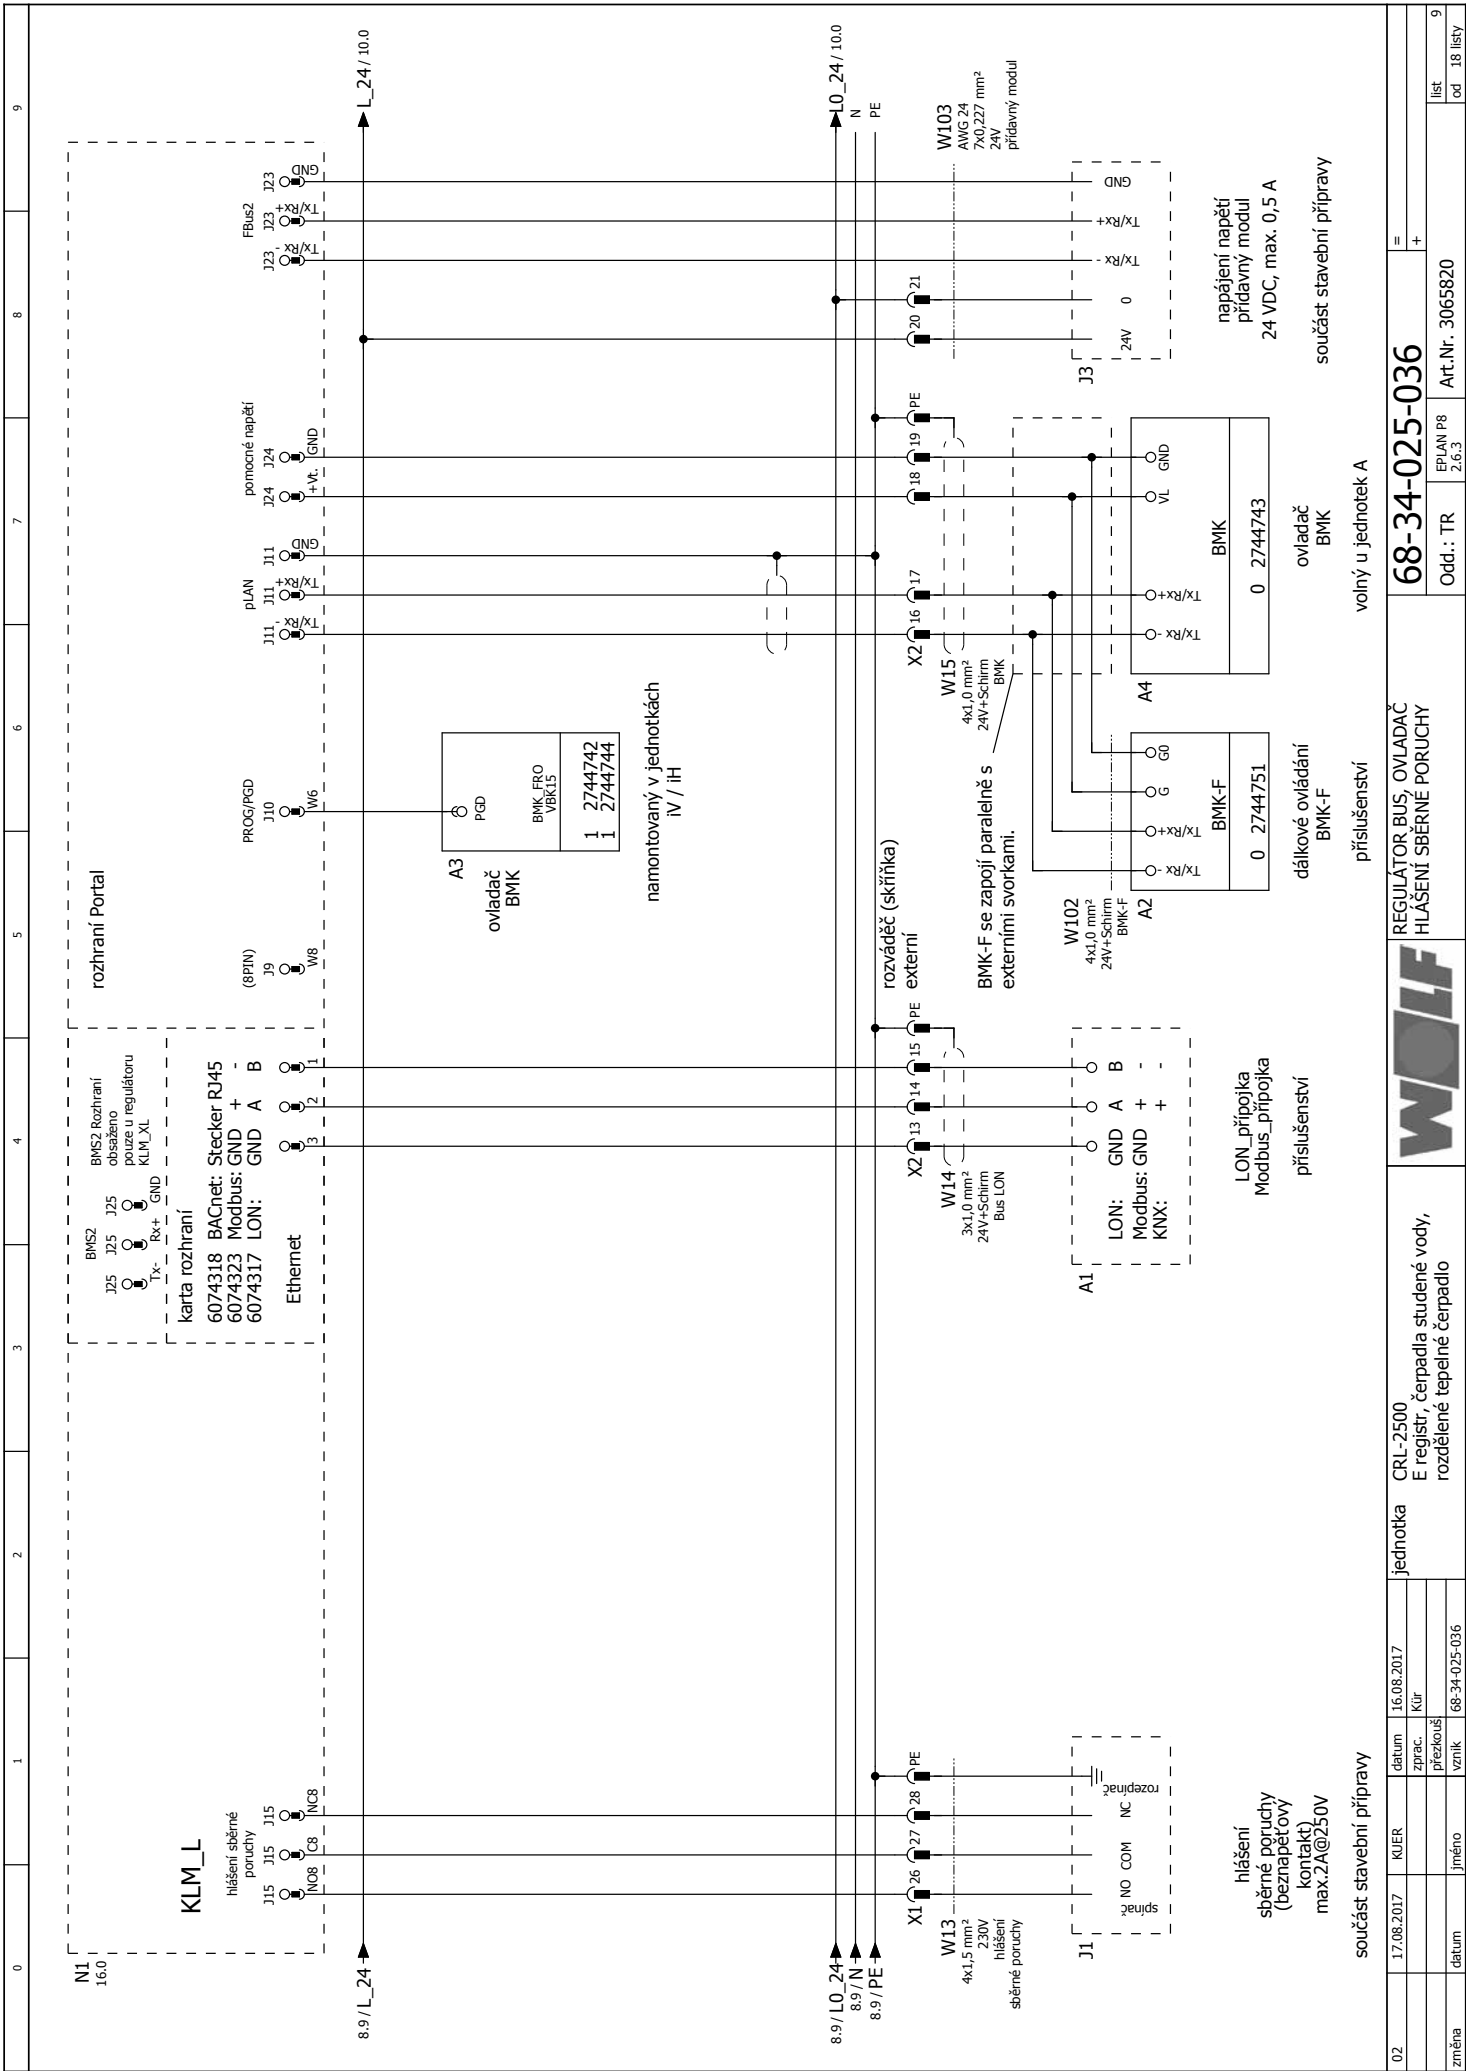 0 1 2 3 4 5 6 7 8 9
N1
16.0
KLM_L
hlášení sběrné
poruchy
J15 J15 J15
NO8 C8 NC8
BMS2
J25 J25 J25
Tx- Rx+ GND
BMS2 Rozhraní
obsaženo
pouze u regulátoru
KLM_XL
karta rozhraní
6074318 BACnet: Stecker RJ45
6074323 Modbus: GND + -
6074317 LON: GND A B
Ethernet
3 2 1
rozhraní Portal
(8PIN)
J9
W8
PROG/PGD
J10
W6
pLAN
J11 J11 J11
Tx/Rx - Tx/Rx+ GND
pomocné napětí
J24 J24
+Vt. GND
FBus2
J23 J23 J23
Tx/Rx - Tx/Rx+ GND
8.9 / L_24
L_24 / 10.0
A3
ovladač
BMK
PGD
BMK_FRO
VBK15
1 2744742
1 2744744
namontovaný v jednotkách
iV / iH
8.9 / L0_24
8.9 / N
8.9 / PE
L0_24 / 10.0
N
PE
rozváděč (skříňka)
externí
X1 26 27 28 PE
X2 13 14 15 PE
X2 16 17 18 19 PE
20 21
W13
4x1,5 mm²
230V
hlášení
sběrné poruchy
W14
3x1,0 mm²
24V+Schirm
Bus LON
W15
4x1,0 mm²
24V+Schirm
BMK
W103
AWG 24
7x0,227 mm²
24V
přídavný modul
BMK-F se zapojí paralelně s
externími svorkami.
W102
4x1,0 mm²
24V+Schirm
BMK-F
J1
NO COM NC
spínač
rozepínač
hlášení
sběrné poruchy
(beznapěťový
kontakt)
max.2A@250V
součást stavební přípravy
A1
LON: GND A B
Modbus: GND + -
KNX: + -
LON_přípojka
Modbus_přípojka
příslušenství
A2
Tx/Rx - Tx/Rx+ G G0
BMK-F
0 2744751
dálkové ovládání
BMK-F
příslušenství
A4
Tx/Rx - Tx/Rx+ VL GND
BMK
0 2744743
ovladač
BMK
volný u jednotek A
J3
24V 0 Tx/Rx - Tx/Rx+ GND
napájení napětí
přídavný modul
24 VDC, max. 0,5 A
součást stavební přípravy
02 17.08.2017 KUER datum 16.08.2017
zprac. Kür
přezkouš.
změna datum jméno vznik 68-34-025-036
jednotka CRL-2500
E registr, čerpadla studené vody,
rozdělené tepelné čerpadlo
WOLF
REGULÁTOR BUS, OVLADAČ
HLÁŠENÍ SBĚRNÉ PORUCHY
68-34-025-036
=
+
Odd.: TR
EPLAN P8
2.6.3
Art.Nr. 3065820
list 9
od 18 listy